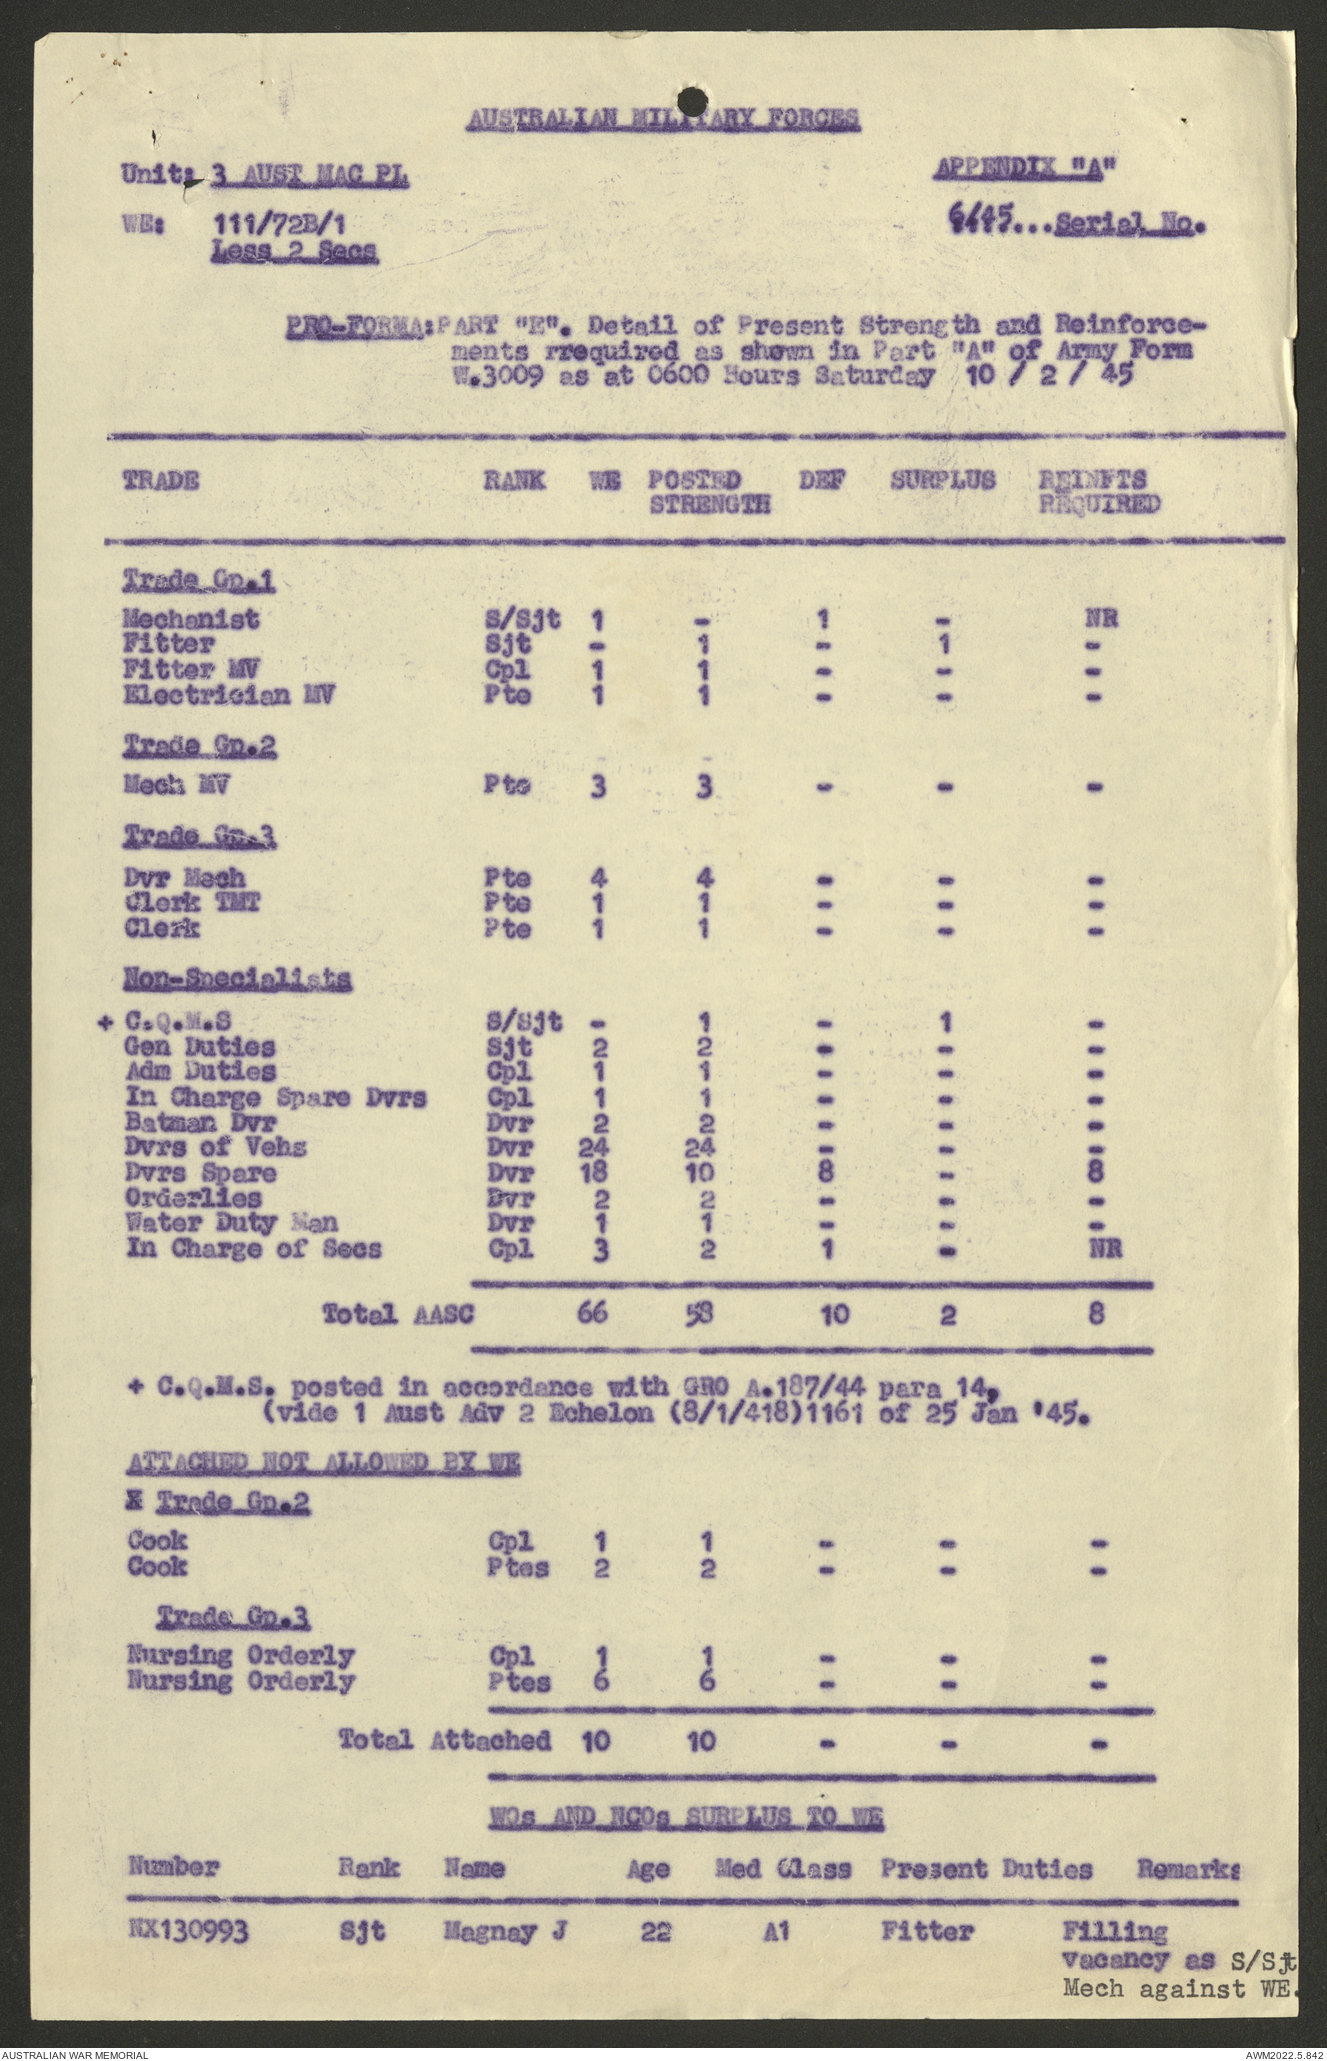 AUSTRALIAN MILITARY FORCES
Unit: 3 AUST MAC PL APPENDIX "A"
WE: 111/72B/1 6/45...Serial No.
Less 2 Secs
PRO-FORMA:PART "E". Detail of Present Strength and Reinforce-
ments rrequired as shown in Part "A" of Army Form
W.3009 as at 0600 Hours Saturday 10 / 2 / 45
TRADE RANK WE POSTED DEF SURPLUS REINFTS
STRENGTH REQUIRED
Trade Gp.1
Mechanist S/Sjt 1 - 1 - NR
Fitter Sjt - 1 - 1 -
Fitter MV Cpl 1 1 - - -
Electrician MV Pte 1 1 - - -
Trade Gp.2
Mech MV Pte 3 3 - - -
Trade Gp.3
Dvr Mech Pte 4 4 - - -
Clerk TMT Pte 1 1 - - -
Clerk Pte 1 1 - - -
Non-Specialists
+ C.Q.M.S S/Sjt - 1 - 1 -
Gen Duties Sjt 2 2 - - -
Adm Duties Cpl 1 1 - - -
In Charge Spare Dvrs Cpl 1 1 - - -
Batman Dvr Dvr 2 2 - - -
Dvrs of Vehs Dvr 24 24 - - -
Dvrs Spare Dvr 18 10 8 - 8
Orderlies Dvr 2 2 - - -
Water Duty Man Dvr 1 1 - - -
In Charge of Secs Cpl 3 2 1 - NR
Total AASC 66 58 10 2 8
+ C.Q.M.S. posted in accordance with GRO A.187/44 para 14,
(vide 1 Aust Adv 2 Echelon (8/1/418)1161 of 25 Jan '45.
ATTACHED NOT ALLOWED BY WE
X Trade Gp.2
Cook Cpl 1 1 - - -
Cook Ptes 2 2 - - -
Trade Gp.3
Nursing Orderly Cpl 1 1 - - -
Nursing Orderly Ptes 6 6 - - -
Total Attached 10 10 - - -
WOs AND NCOs SURPLUS TO WE
Number Rank Name Age Med Class Present Duties Remarks
NX130993 Sjt Magnay J 22 A1 Fitter Filling
vacancy as S/Sjt
Mech against WE.
AUSTRALIAN WAR MEMORIAL AWM2022.5.842